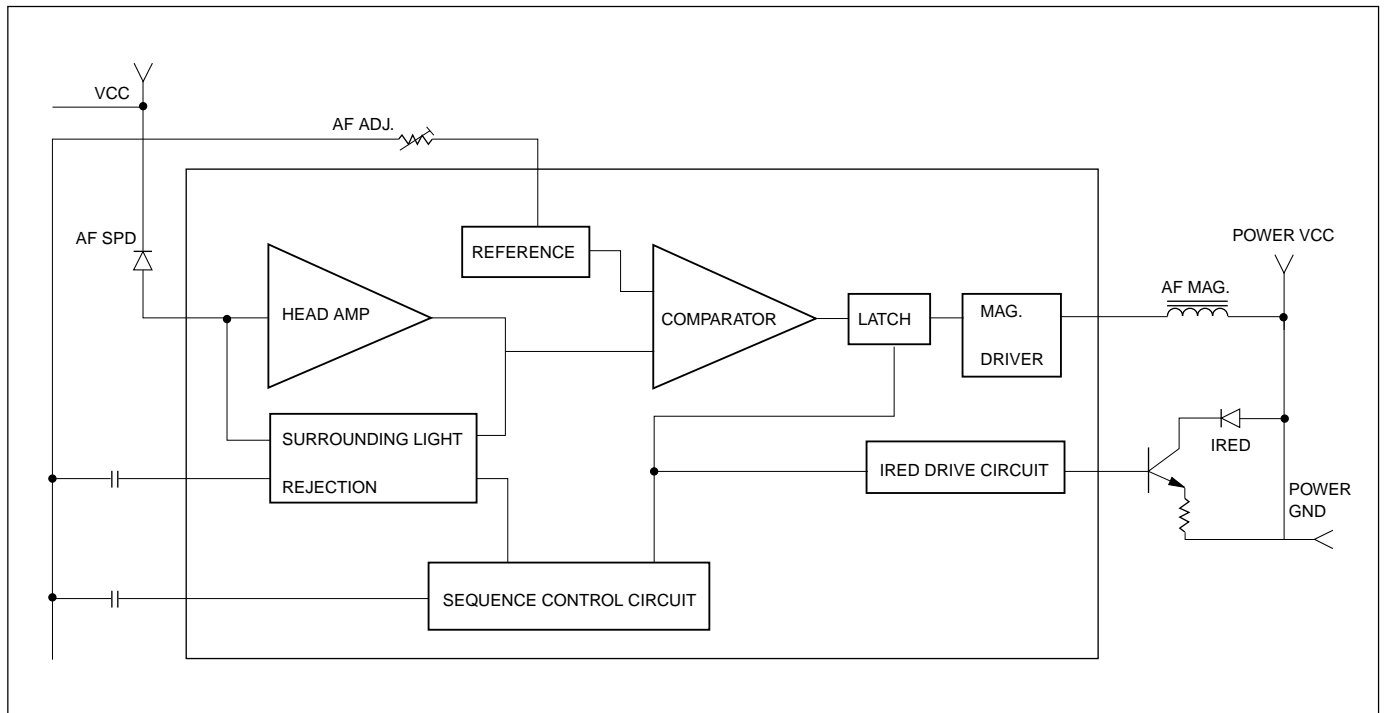 VCC
AF ADJ.
AF SPD
REFERENCE
POWER VCC
AF MAG.
HEAD AMP
COMPARATOR
LATCH
MAG.
DRIVER
SURROUNDING LIGHT
REJECTION
IRED
IRED DRIVE CIRCUIT
POWER
GND
SEQUENCE CONTROL CIRCUIT